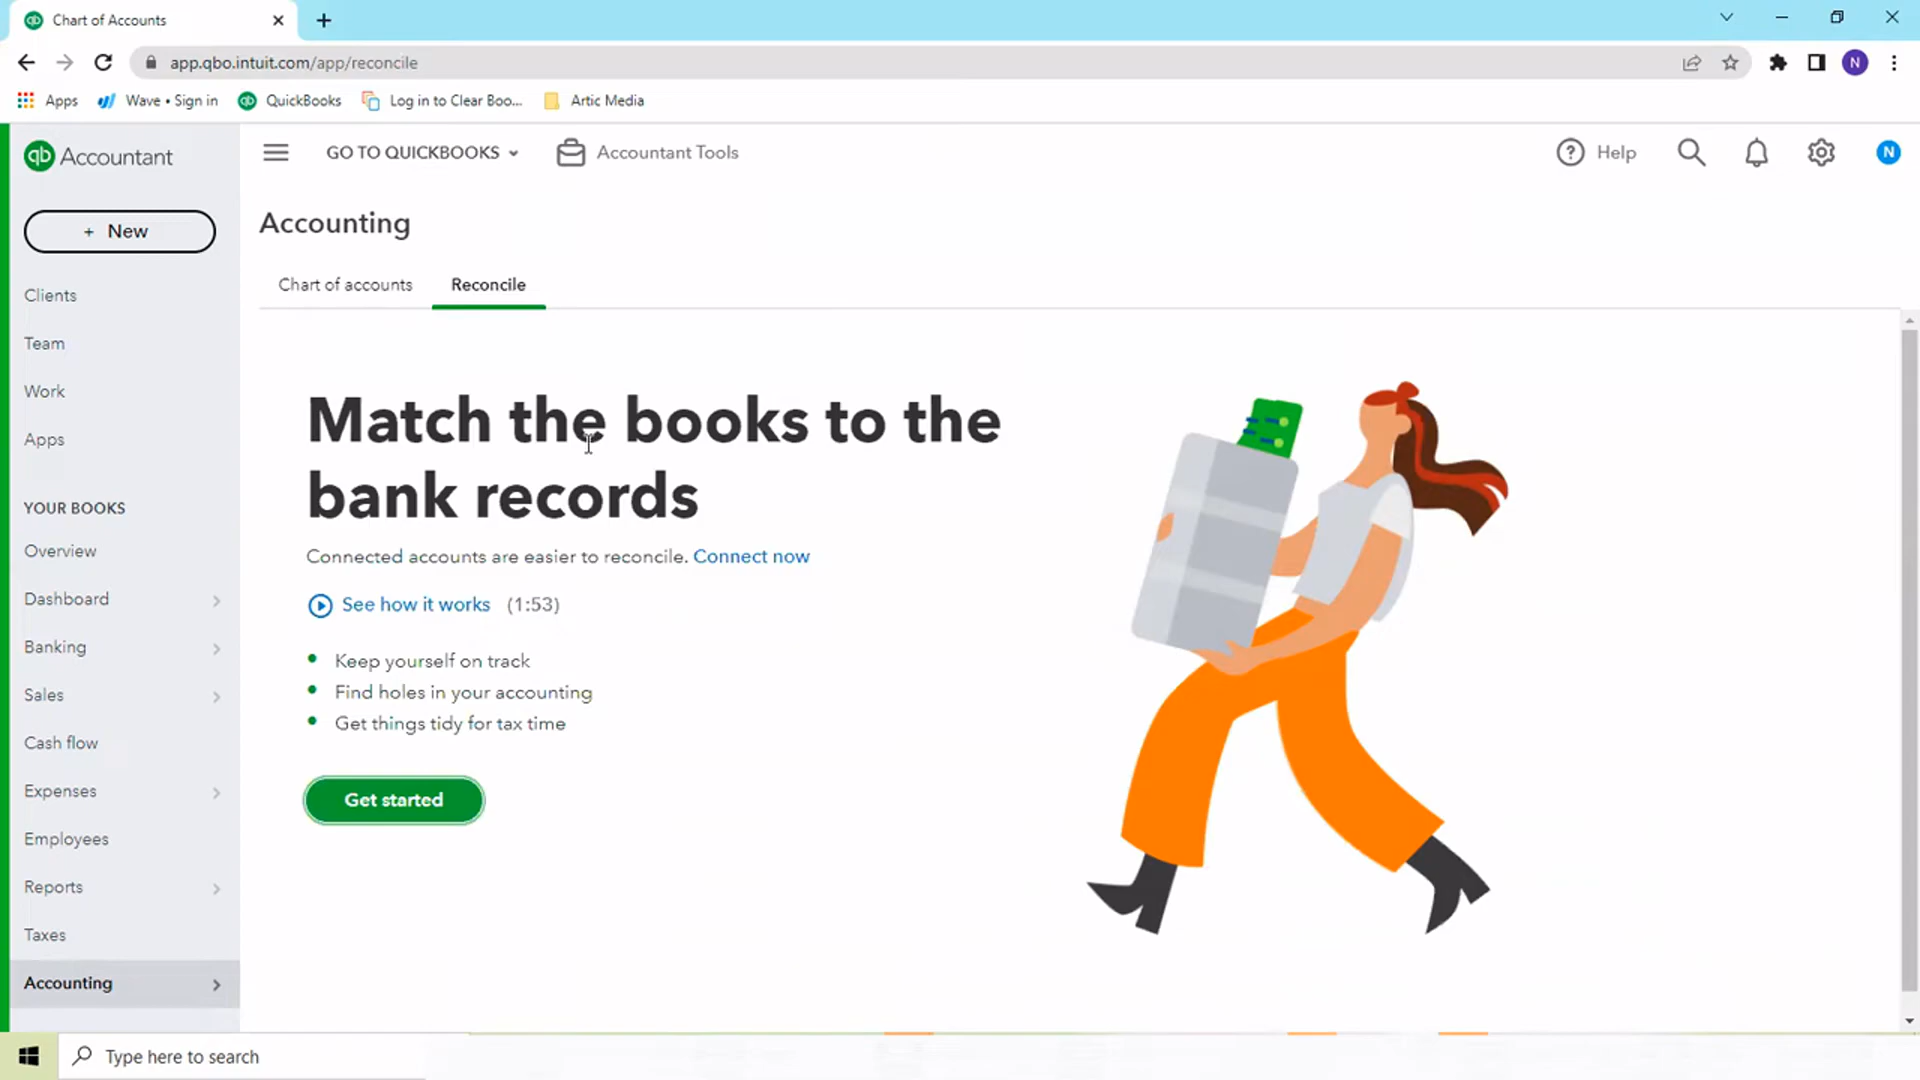 Chart of Accounts
app.qbo.intuit.com/app/reconcile
N
Apps
Wave • Sign in
QuickBooks
Log in to Clear Boo...
Artic Media
qb Accountant
GO TO QUICKBOOKS
Accountant Tools
Help
N
+ New
Accounting
Chart of accounts
Reconcile
Clients
Team
Work
Apps
YOUR BOOKS
Overview
Dashboard
Banking
Sales
Cash flow
Expenses
Employees
Reports
Taxes
Accounting
Match the books to the
bank records
Connected accounts are easier to reconcile. Connect now
See how it works (1:53)
• Keep yourself on track
• Find holes in your accounting
• Get things tidy for tax time
Get started
Type here to search